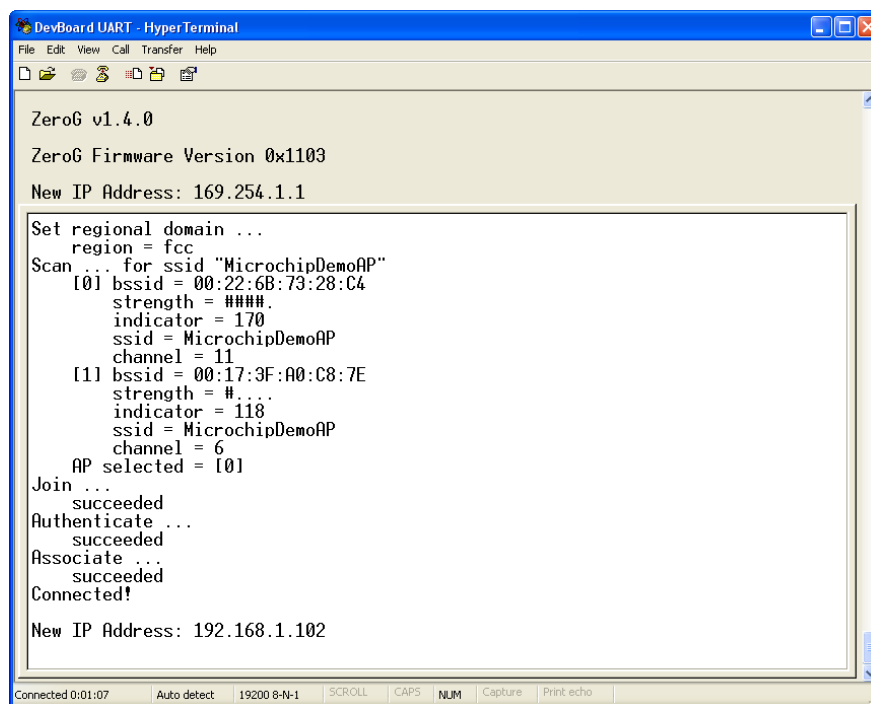 DevBoard UART - HyperTerminal
File Edit View Call Transfer Help
ZeroG v1.4.0
ZeroG Firmware Version 0x1103
New IP Address: 169.254.1.1
Set regional domain ...
region = fcc
Scan ... for ssid "MicrochipDemoAP"
[0] bssid = 00:22:6B:73:28:C4
strength = ####.
indicator = 170
ssid = MicrochipDemoAP
channel = 11
[1] bssid = 00:17:3F:A0:C8:7E
strength = #....
indicator = 118
ssid = MicrochipDemoAP
channel = 6
AP selected = [0]
Join ...
succeeded
Authenticate ...
succeeded
Associate ...
succeeded
Connected!
New IP Address: 192.168.1.102
Connected 0:01:07 Auto detect 19200 8-N-1 SCROLL CAPS NUM Capture Print echo